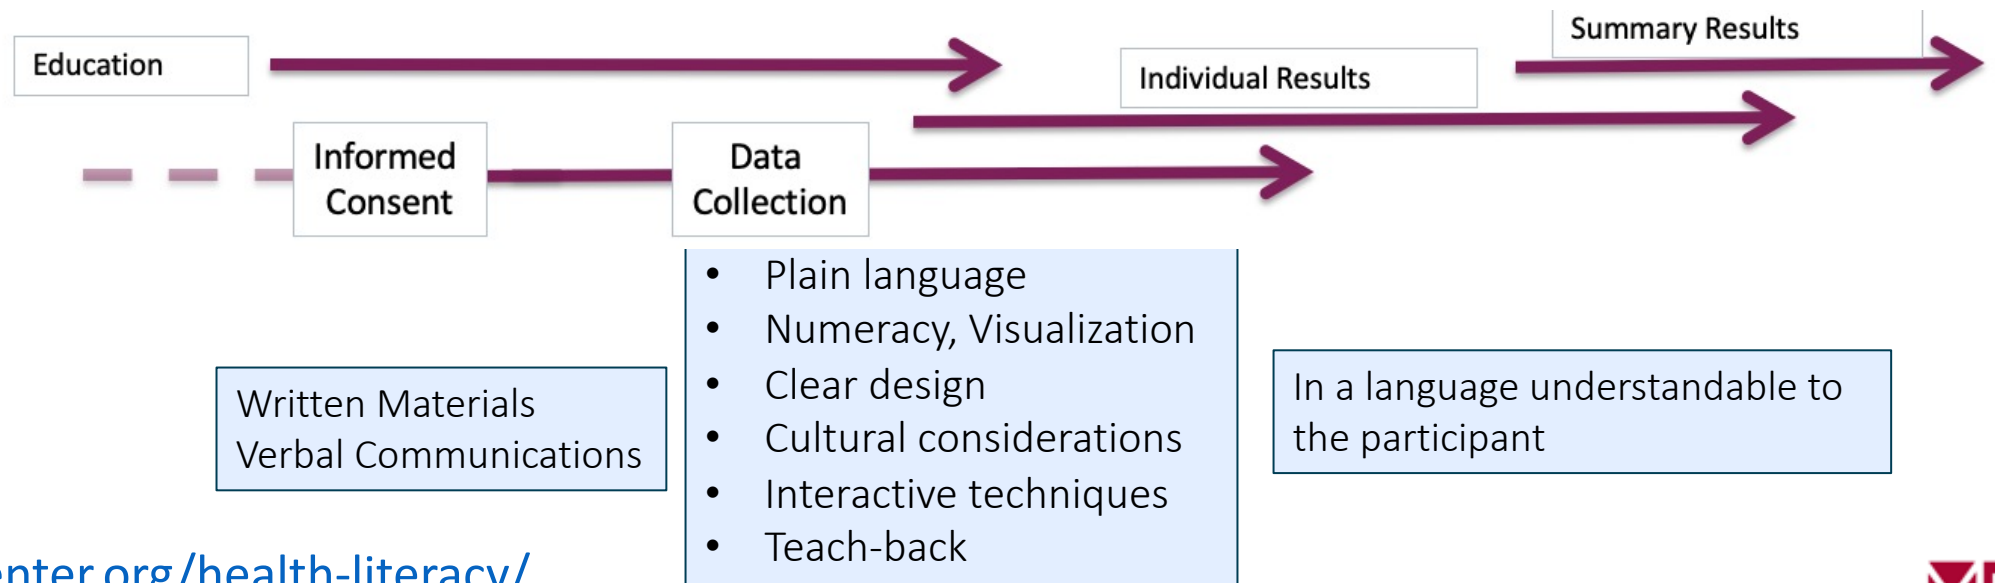 Summary Results
Education
Individual Results
Informed
Consent
Data
Collection
• Plain language
• Numeracy, Visualization
• Clear design
• Cultural considerations
• Interactive techniques
• Teach-back
Written Materials
Verbal Communications
In a language understandable to
the participant
enter.org/health-literacy/